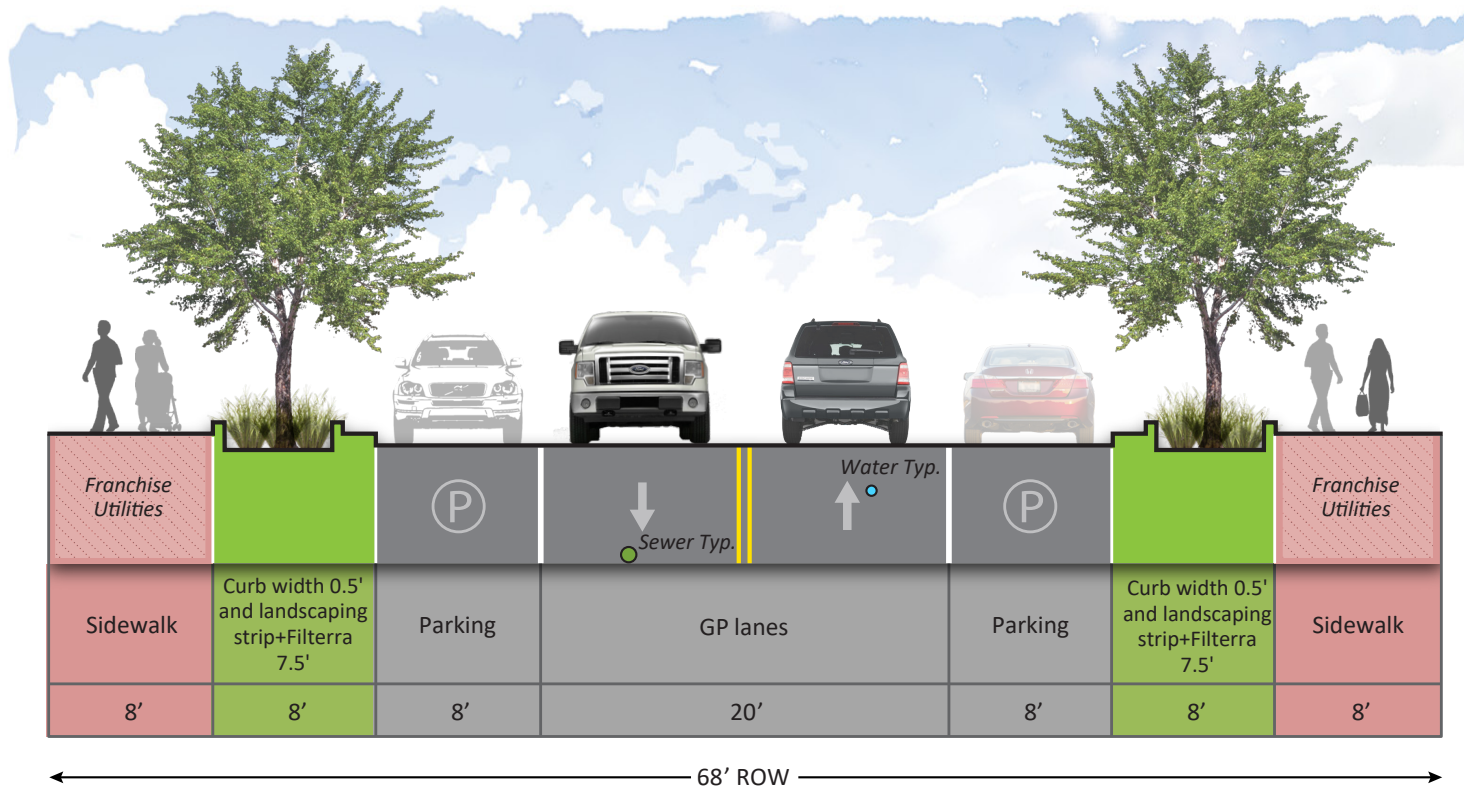 Franchise
Utilities
P
Sewer Typ.
Water Typ.
P
Franchise
Utilities
Sidewalk
Curb width 0.5'
and landscaping
strip+Filterra
7.5'
Parking
GP lanes
Parking
Curb width 0.5'
and landscaping
strip+Filterra
7.5'
Sidewalk
8’
8’
8’
20’
8’
8’
8’
68’ ROW